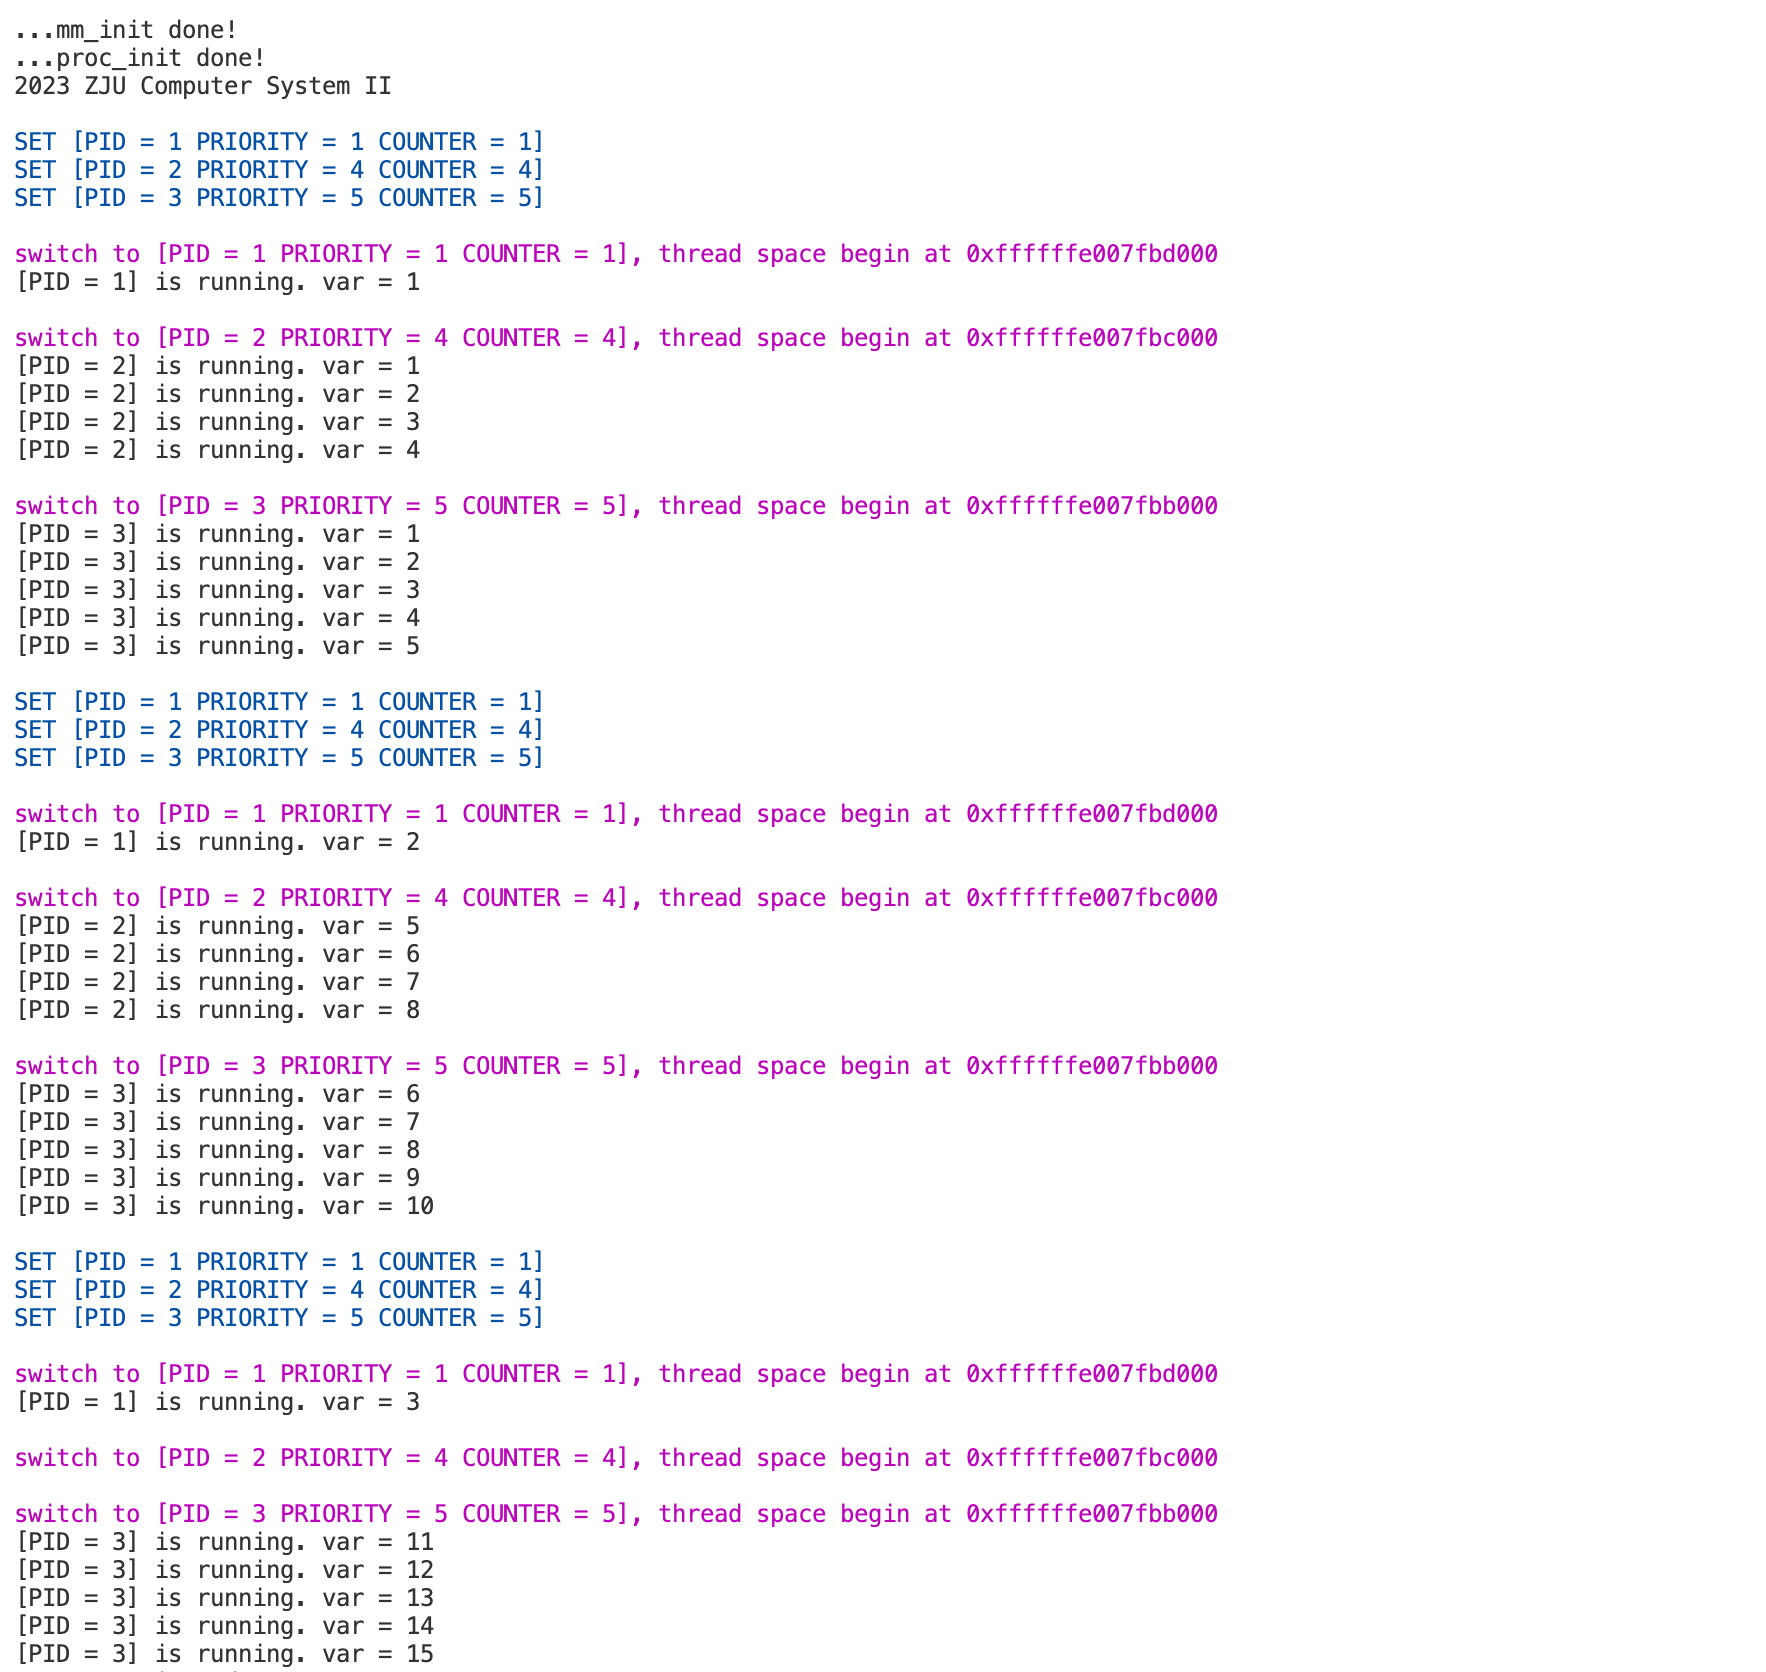 ...mm_init done!
...proc_init done!
2023 ZJU Computer System II
SET [PID = 1 PRIORITY = 1 COUNTER = 1]
SET [PID = 2 PRIORITY = 4 COUNTER = 4]
SET [PID = 3 PRIORITY = 5 COUNTER = 5]
switch to [PID = 1 PRIORITY = 1 COUNTER = 1], thread space begin at 0xffffffe007fbd000
[PID = 1] is running. var = 1
switch to [PID = 2 PRIORITY = 4 COUNTER = 4], thread space begin at 0xffffffe007fbc000
[PID = 2] is running. var = 1
[PID = 2] is running. var = 2
[PID = 2] is running. var = 3
[PID = 2] is running. var = 4
switch to [PID = 3 PRIORITY = 5 COUNTER = 5], thread space begin at 0xffffffe007fbb000
[PID = 3] is running. var = 1
[PID = 3] is running. var = 2
[PID = 3] is running. var = 3
[PID = 3] is running. var = 4
[PID = 3] is running. var = 5
SET [PID = 1 PRIORITY = 1 COUNTER = 1]
SET [PID = 2 PRIORITY = 4 COUNTER = 4]
SET [PID = 3 PRIORITY = 5 COUNTER = 5]
switch to [PID = 1 PRIORITY = 1 COUNTER = 1], thread space begin at 0xffffffe007fbd000
[PID = 1] is running. var = 2
switch to [PID = 2 PRIORITY = 4 COUNTER = 4], thread space begin at 0xffffffe007fbc000
[PID = 2] is running. var = 5
[PID = 2] is running. var = 6
[PID = 2] is running. var = 7
[PID = 2] is running. var = 8
switch to [PID = 3 PRIORITY = 5 COUNTER = 5], thread space begin at 0xffffffe007fbb000
[PID = 3] is running. var = 6
[PID = 3] is running. var = 7
[PID = 3] is running. var = 8
[PID = 3] is running. var = 9
[PID = 3] is running. var = 10
SET [PID = 1 PRIORITY = 1 COUNTER = 1]
SET [PID = 2 PRIORITY = 4 COUNTER = 4]
SET [PID = 3 PRIORITY = 5 COUNTER = 5]
switch to [PID = 1 PRIORITY = 1 COUNTER = 1], thread space begin at 0xffffffe007fbd000
[PID = 1] is running. var = 3
switch to [PID = 2 PRIORITY = 4 COUNTER = 4], thread space begin at 0xffffffe007fbc000
switch to [PID = 3 PRIORITY = 5 COUNTER = 5], thread space begin at 0xffffffe007fbb000
[PID = 3] is running. var = 11
[PID = 3] is running. var = 12
[PID = 3] is running. var = 13
[PID = 3] is running. var = 14
[PID = 3] is running. var = 15